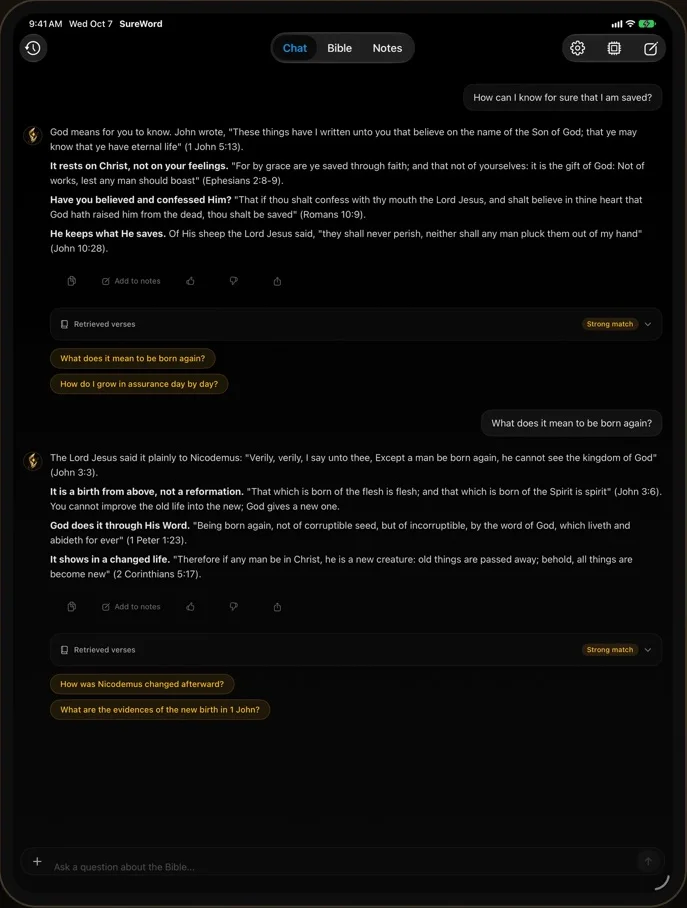 9:41 AM Wed Oct 7 SureWord
Chat Bible Notes
How can I know for sure that I am saved?
God means for you to know. John wrote, "These things have I written unto you that believe on the name of the Son of God; that ye may
know that ye have eternal life" (1 John 5:13).
It rests on Christ, not on your feelings. "For by grace are ye saved through faith; and that not of yourselves: it is the gift of God: Not of
works, lest any man should boast" (Ephesians 2:8-9).
Have you believed and confessed Him? "That if thou shalt confess with thy mouth the Lord Jesus, and shalt believe in thine heart that
God hath raised him from the dead, thou shalt be saved" (Romans 10:9).
He keeps what He saves. Of His sheep the Lord Jesus said, "they shall never perish, neither shall any man pluck them out of my hand"
(John 10:28).
Add to notes
Retrieved verses Strong match
What does it mean to be born again?
How do I grow in assurance day by day?
What does it mean to be born again?
The Lord Jesus said it plainly to Nicodemus: "Verily, verily, I say unto thee, Except a man be born again, he cannot see the kingdom of God"
(John 3:3).
It is a birth from above, not a reformation. "That which is born of the flesh is flesh; and that which is born of the Spirit is spirit" (John 3:6).
You cannot improve the old life into the new; God gives a new one.
God does it through His Word. "Being born again, not of corruptible seed, but of incorruptible, by the word of God, which liveth and
abideth for ever" (1 Peter 1:23).
It shows in a changed life. "Therefore if any man be in Christ, he is a new creature: old things are passed away; behold, all things are
become new" (2 Corinthians 5:17).
Add to notes
Retrieved verses Strong match
How was Nicodemus changed afterward?
What are the evidences of the new birth in 1 John?
Ask a question about the Bible...